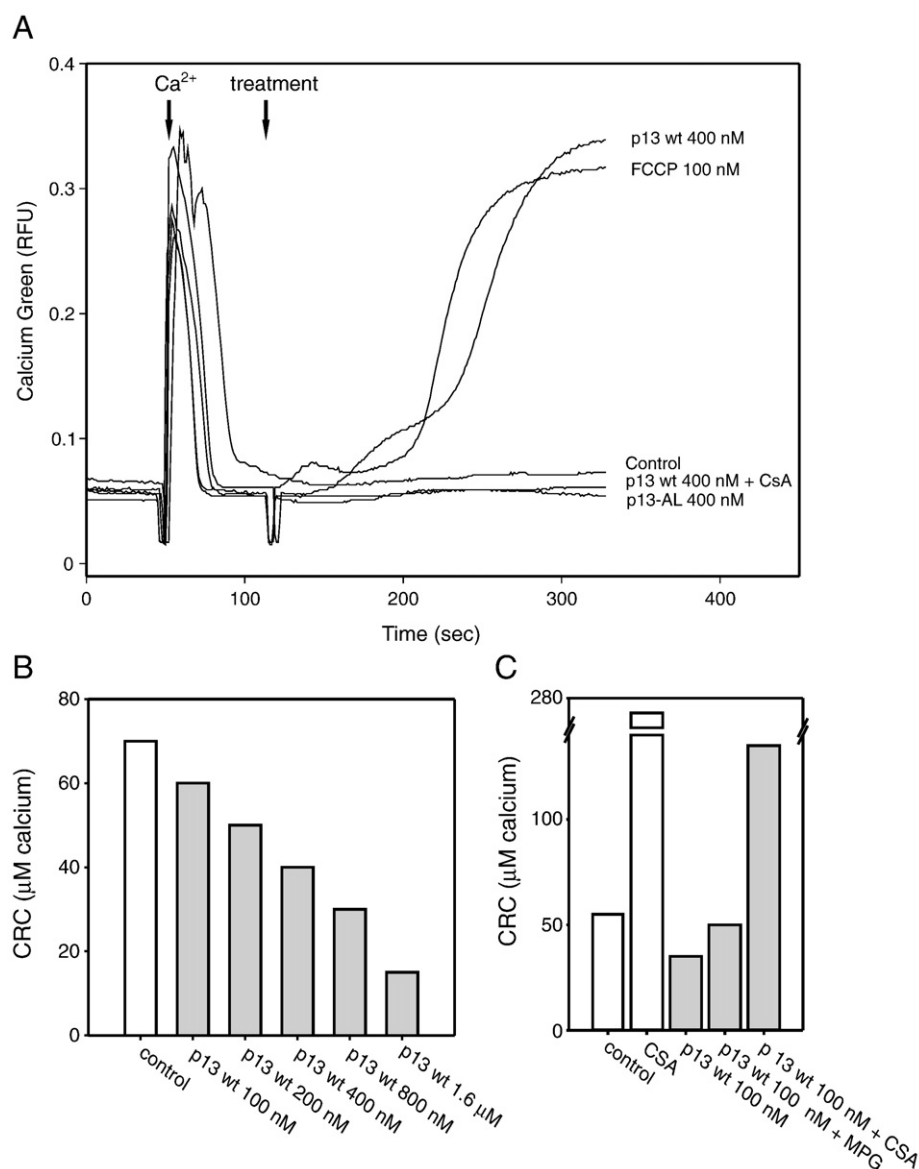 A
0.4
0.3
0.2
0.1
0
Calcium Green (RFU)
Ca²⁺
treatment
p13 wt 400 nM
FCCP 100 nM
Control
p13 wt 400 nM + CsA
p13-AL 400 nM
0
100
200
300
400
Time (sec)
B
80
60
40
20
0
CRC (μM calcium)
control
p13 wt 100 nM
p13 wt 200 nM
p13 wt 400 nM
p13 wt 800 nM
p13 wt 1.6 μM
C
280
100
50
0
CRC (μM calcium)
control
CSA
p13 wt 100 nM
p13 wt 100 nM + MPG
p 13 wt 100 nM + CSA